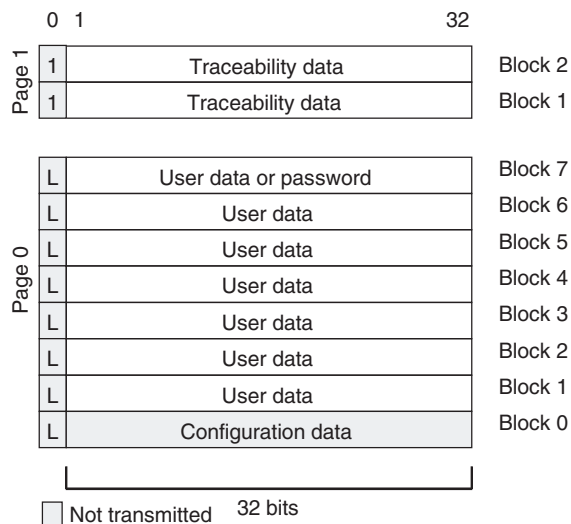 0 1 32
Page 1
1 Traceability data Block 2
1 Traceability data Block 1
Page 0
L User data or password Block 7
L User data Block 6
L User data Block 5
L User data Block 4
L User data Block 3
L User data Block 2
L User data Block 1
L Configuration data Block 0
32 bits
Not transmitted